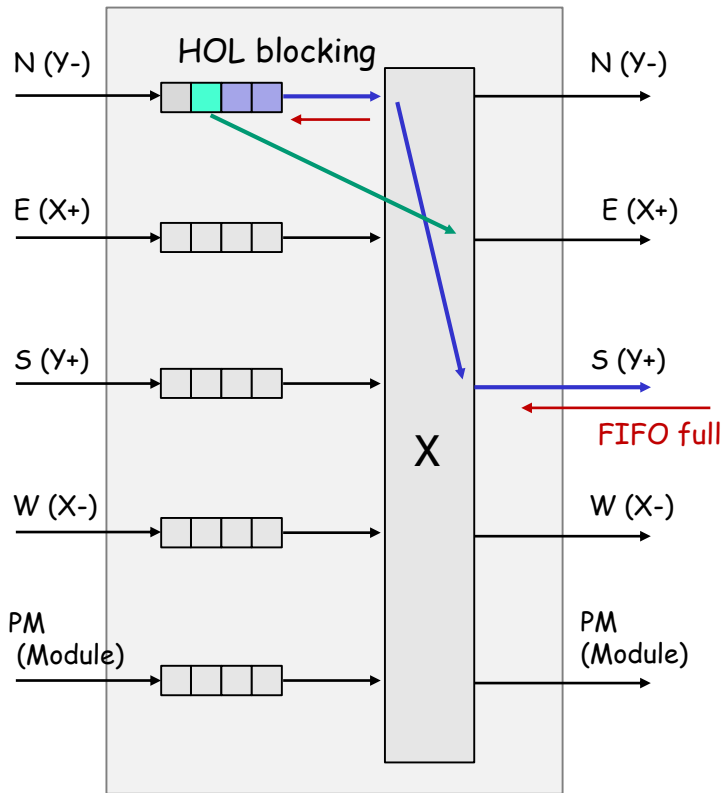 HOL blocking
N (Y-)
N (Y-)
E (X+)
E (X+)
S (Y+)
S (Y+)
FIFO full
X
W (X-)
W (X-)
PM
(Module)
PM
(Module)